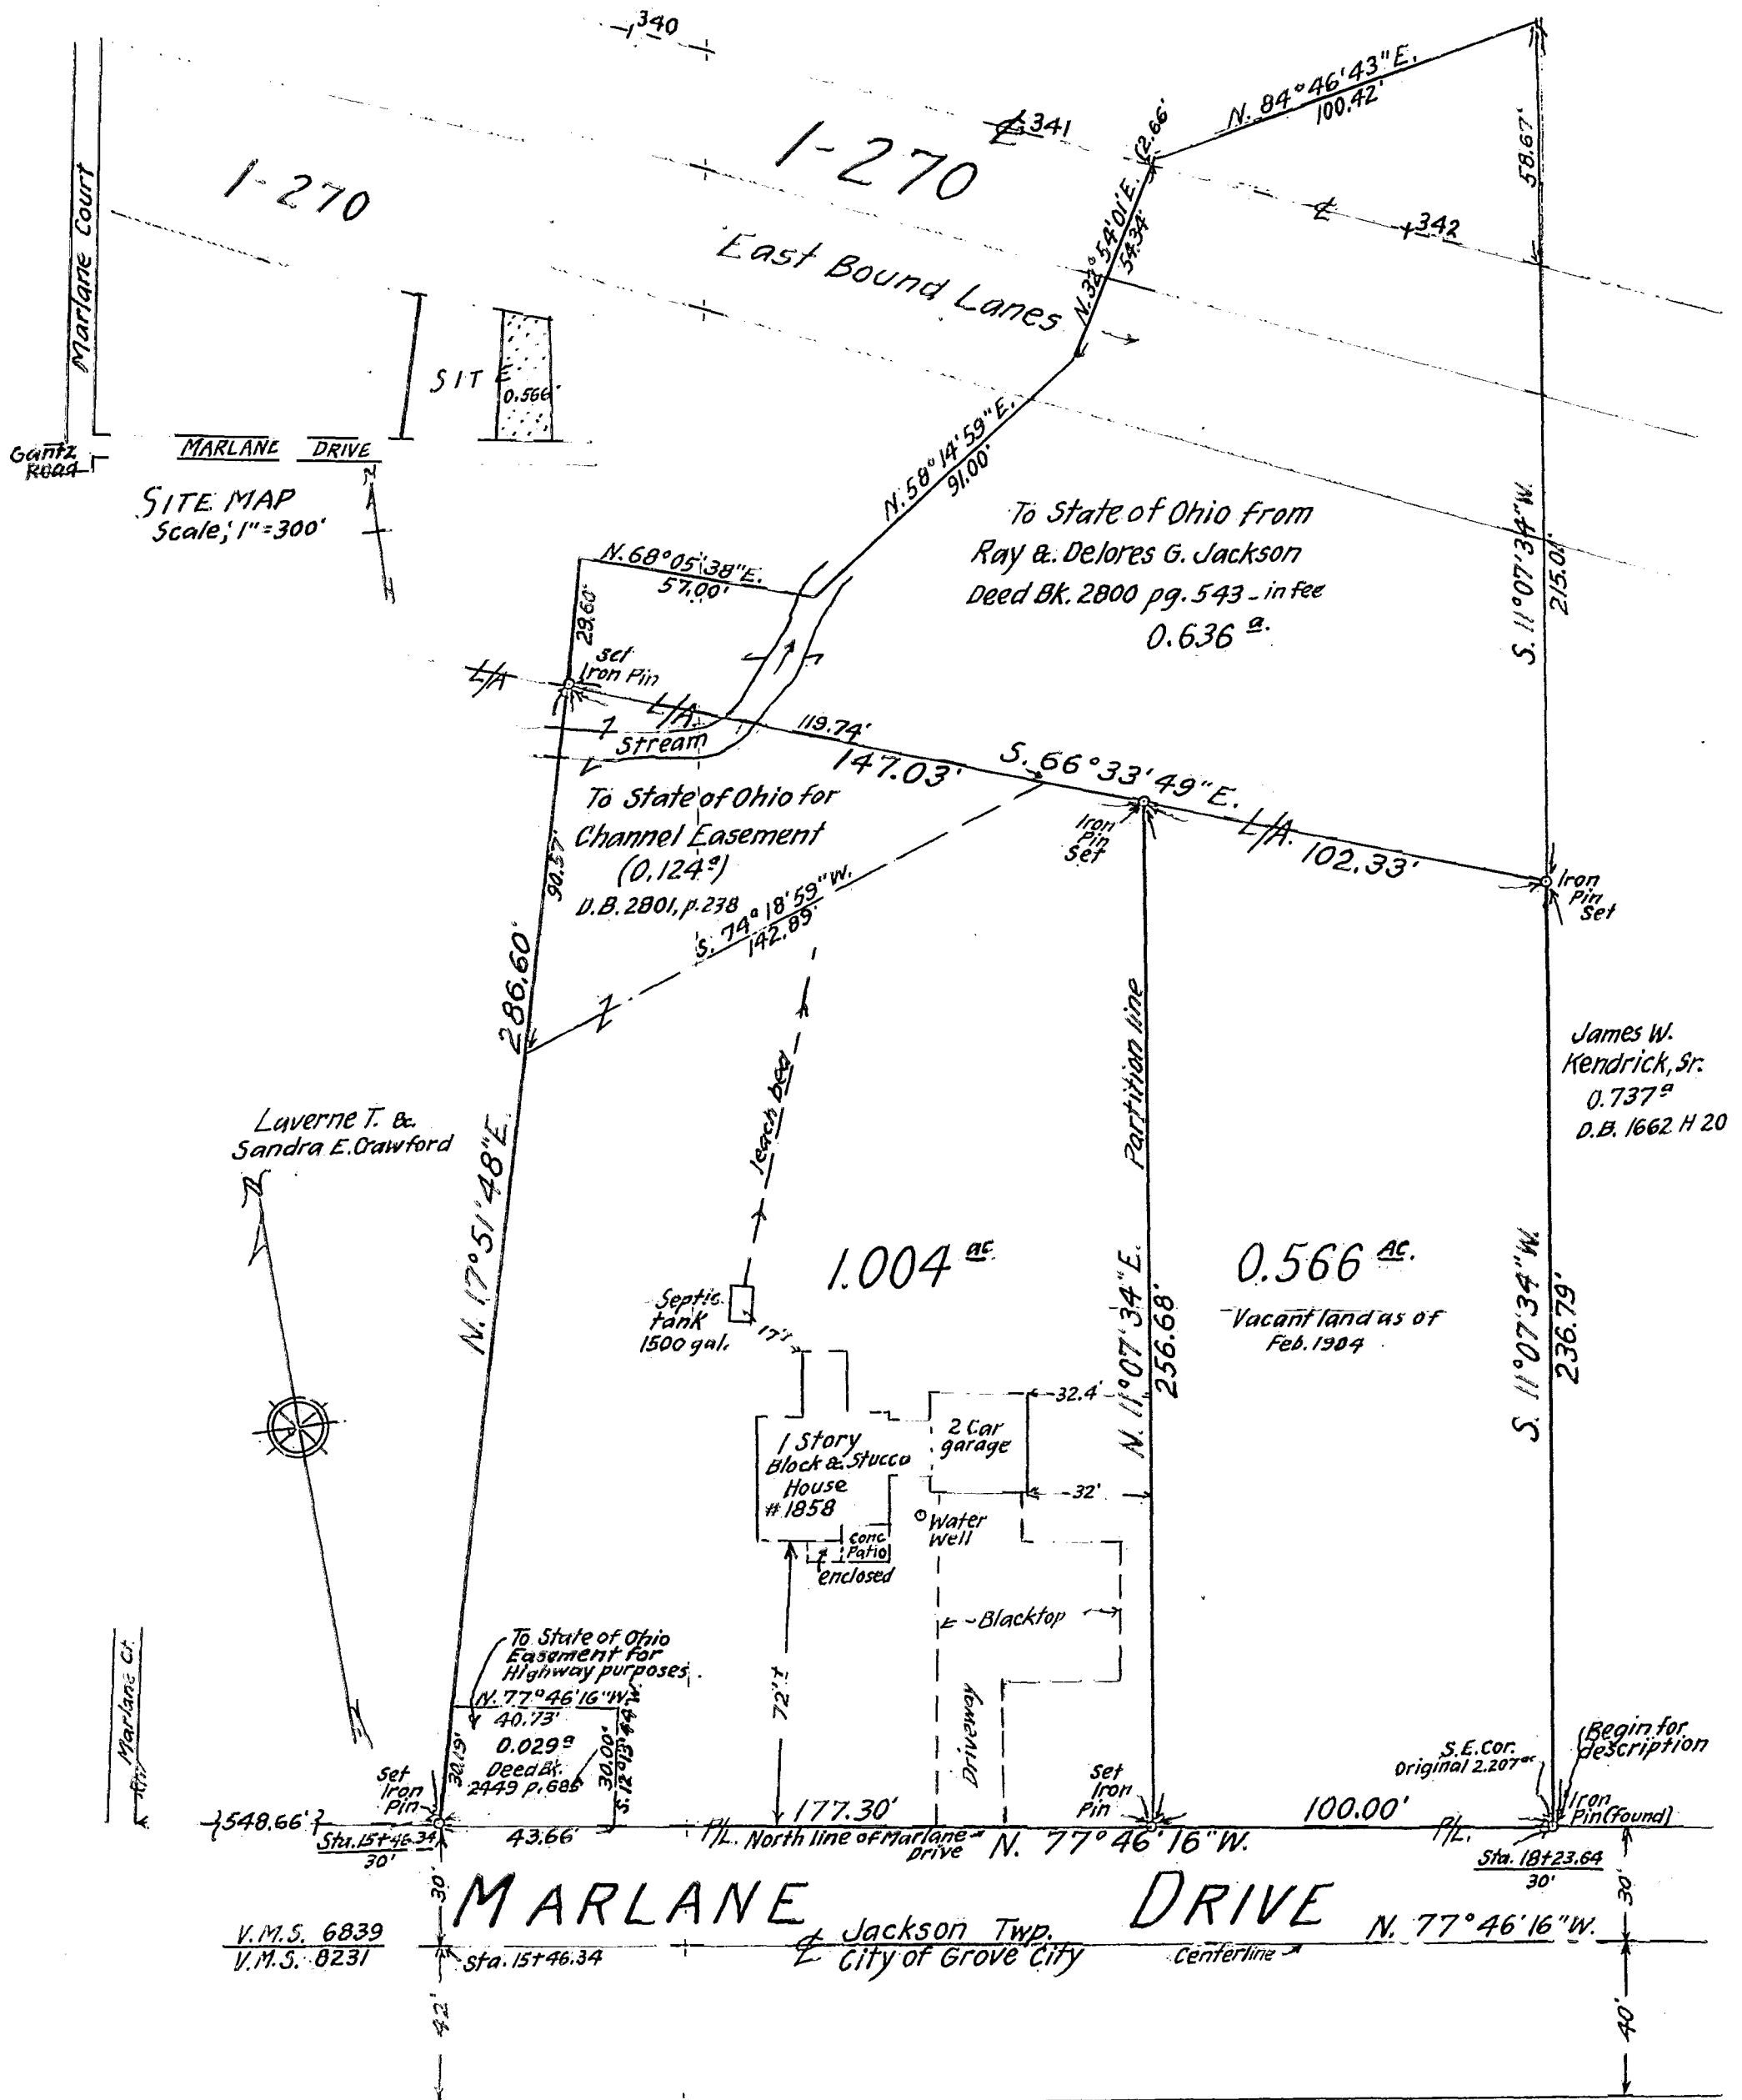 340
₵ 341
I-270
I-270
East Bound Lanes
N. 84°46'43"E.
100.42'
12.66'
N. 32°54'01"E.
54.34'
58.67'
₵
342
Marlane Court
SITE
0.566
Gantz
Road
MARLANE DRIVE
SITE MAP
Scale; 1"=300'
N. 58°14'59"E.
91.00'
To State of Ohio from
Ray & Delores G. Jackson
Deed Bk. 2800 pg. 543 - in fee
0.636 a.
S. 11°07'34"W.
215.01'
N. 68°05'38"E.
57.00'
29.60'
set
Iron Pin
L/A
L/A
119.74'
147.03'
S. 66°33'49"E.
L/A.
102.33'
Stream
To State of Ohio for
Channel Easement
(0.124 a)
D.B. 2801, p. 238
S. 74°18'59"W.
142.89'
90.57'
286.60'
N. 17°51'48"E.
Iron
Pin
Set
Iron
Pin
Set
leach bed
Partition line
James W.
Kendrick, Sr.
0.737 a
D.B. 1662 H 20
Laverne T. &
Sandra E. Crawford
1.004 ac.
0.566 Ac.
Vacant land as of
Feb. 1984
N. 11°07'34"E.
256.68'
S. 11°07'34"W.
236.79'
Septic
tank
1500 gal.
17'±
32.4'
1 Story
Block & Stucco
House
# 1858
2 Car
garage
32'
Water
Well
Conc
Patio
enclosed
Blacktop
72'±
Driveway
To State of Ohio
Easement for
Highway purposes.
N. 77°46'16"W.
40.73'
0.029 a
Deed Bk.
2449 p. 685
30.19'
30.00'
S. 12°13'44"W.
Marlane Ct.
R/W
Set
Iron
Pin
Set
Iron
Pin
S.E. Cor.
Original 2.207 ac
Begin for
description
Iron
Pin (found)
548.66'
Sta. 15+46.34
30'
43.66'
177.30'
P/L. North line of Marlane
Drive
N. 77°46'16"W.
100.00'
P/L.
Sta. 18+23.64
30'
30'
30'
MARLANE DRIVE
V.M.S. 6839
V.M.S. 8231
Sta. 15+46.34
₵
Jackson Twp.
City of Grove City
Centerline
N. 77°46'16"W.
42'
40'